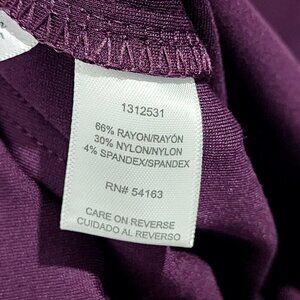 1312531
66% RAYON/RAYÓN
30% NYLON/NYLON
4% SPANDEX/SPANDEX
RN# 54163
CARE ON REVERSE
CUIDADO AL REVERSO